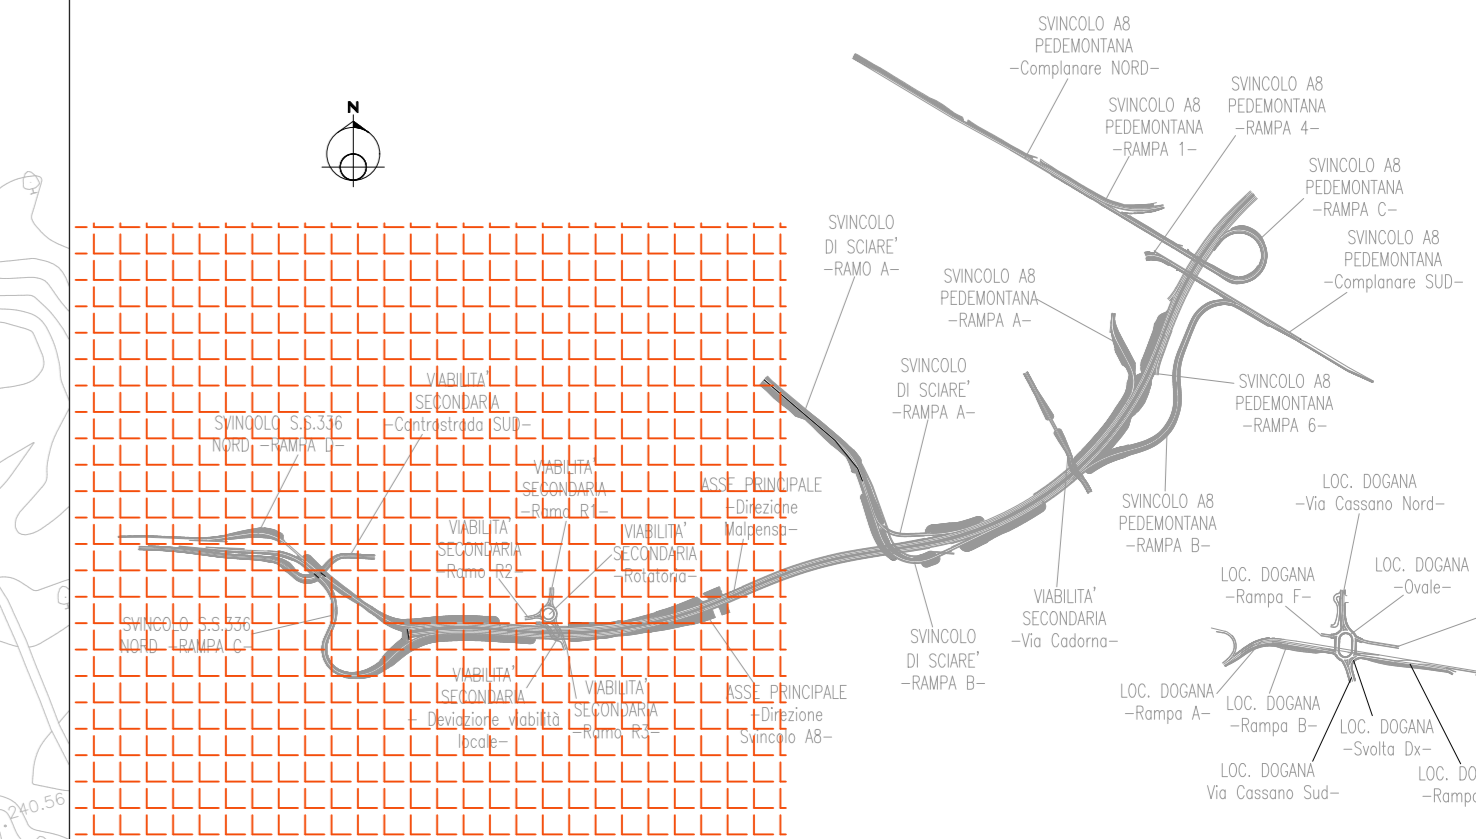 SVINCOLO A8
PEDEMONTANA
-Complanare NORD-
SVINCOLO A8
PEDEMONTANA
-RAMPA 4-
N
SVINCOLO A8
PEDEMONTANA
-RAMPA 1-
SVINCOLO A8
PEDEMONTANA
-RAMPA C-
SVINCOLO
DI SCIARE'
-RAMO A-
SVINCOLO A8
PEDEMONTANA
-Complanare SUD-
SVINCOLO A8
PEDEMONTANA
-RAMPA A-
SVINCOLO
DI SCIARE'
-RAMPA A-
VIABILITA'
SECONDARIA
-Controstrada SUD-
SVINCOLO A8
PEDEMONTANA
-RAMPA 6-
SVINCOLO S.S.336
NORD -RAMPA D-
VIABILITA'
SECONDARIA
-Ramo R1-
ASSE PRINCIPALE
-Direzione
Malpensa-
LOC. DOGANA
-Via Cassano Nord-
SVINCOLO A8
PEDEMONTANA
-RAMPA B-
VIABILITA'
SECONDARIA
-Ramo R2-
VIABILITA'
SECONDARIA
-Rotatoria-
LOC. DOGANA
-Ovale-
LOC. DOGANA
-Rampa F-
VIABILITA'
SECONDARIA
-Via Cadorna-
SVINCOLO S.S.336
NORD -RAMPA C-
SVINCOLO
DI SCIARE'
-RAMPA B-
VIABILITA'
SECONDARIA
- Deviazione viabilità
locale-
VIABILITA'
SECONDARIA
-Ramo R3-
ASSE PRINCIPALE
-Direzione
Svincolo A8-
LOC. DOGANA
-Rampa A-
LOC. DOGANA
-Rampa B-
LOC. DOGANA
-Svolta Dx-
LOC. DOGANA
Via Cassano Sud-
LOC. DO
-Rampa
240.56